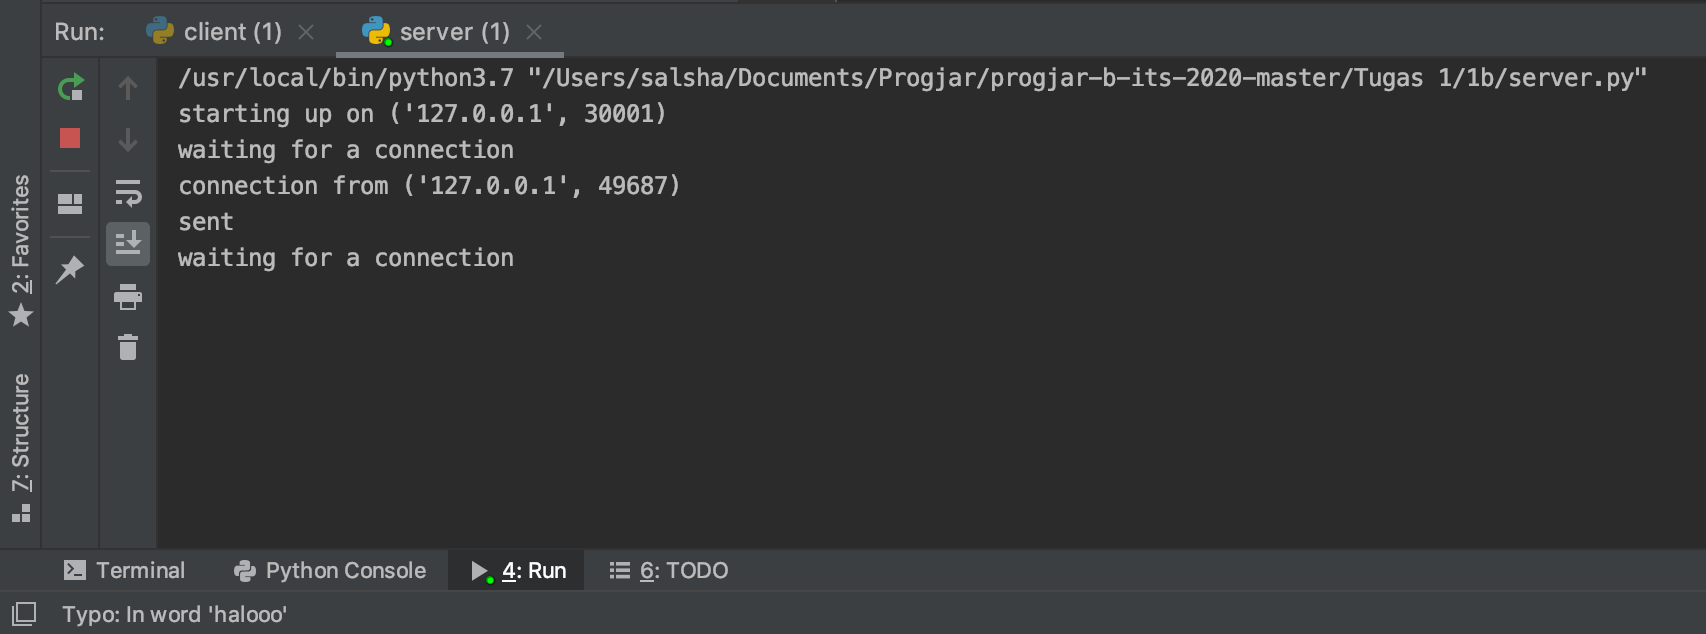 Run: client (1) server (1)
/usr/local/bin/python3.7 "/Users/salsha/Documents/Progjar/progjar-b-its-2020-master/Tugas 1/1b/server.py"
starting up on ('127.0.0.1', 30001)
waiting for a connection
connection from ('127.0.0.1', 49687)
sent
waiting for a connection
2: Favorites
7: Structure
Terminal Python Console 4: Run 6: TODO
Typo: In word 'halooo'